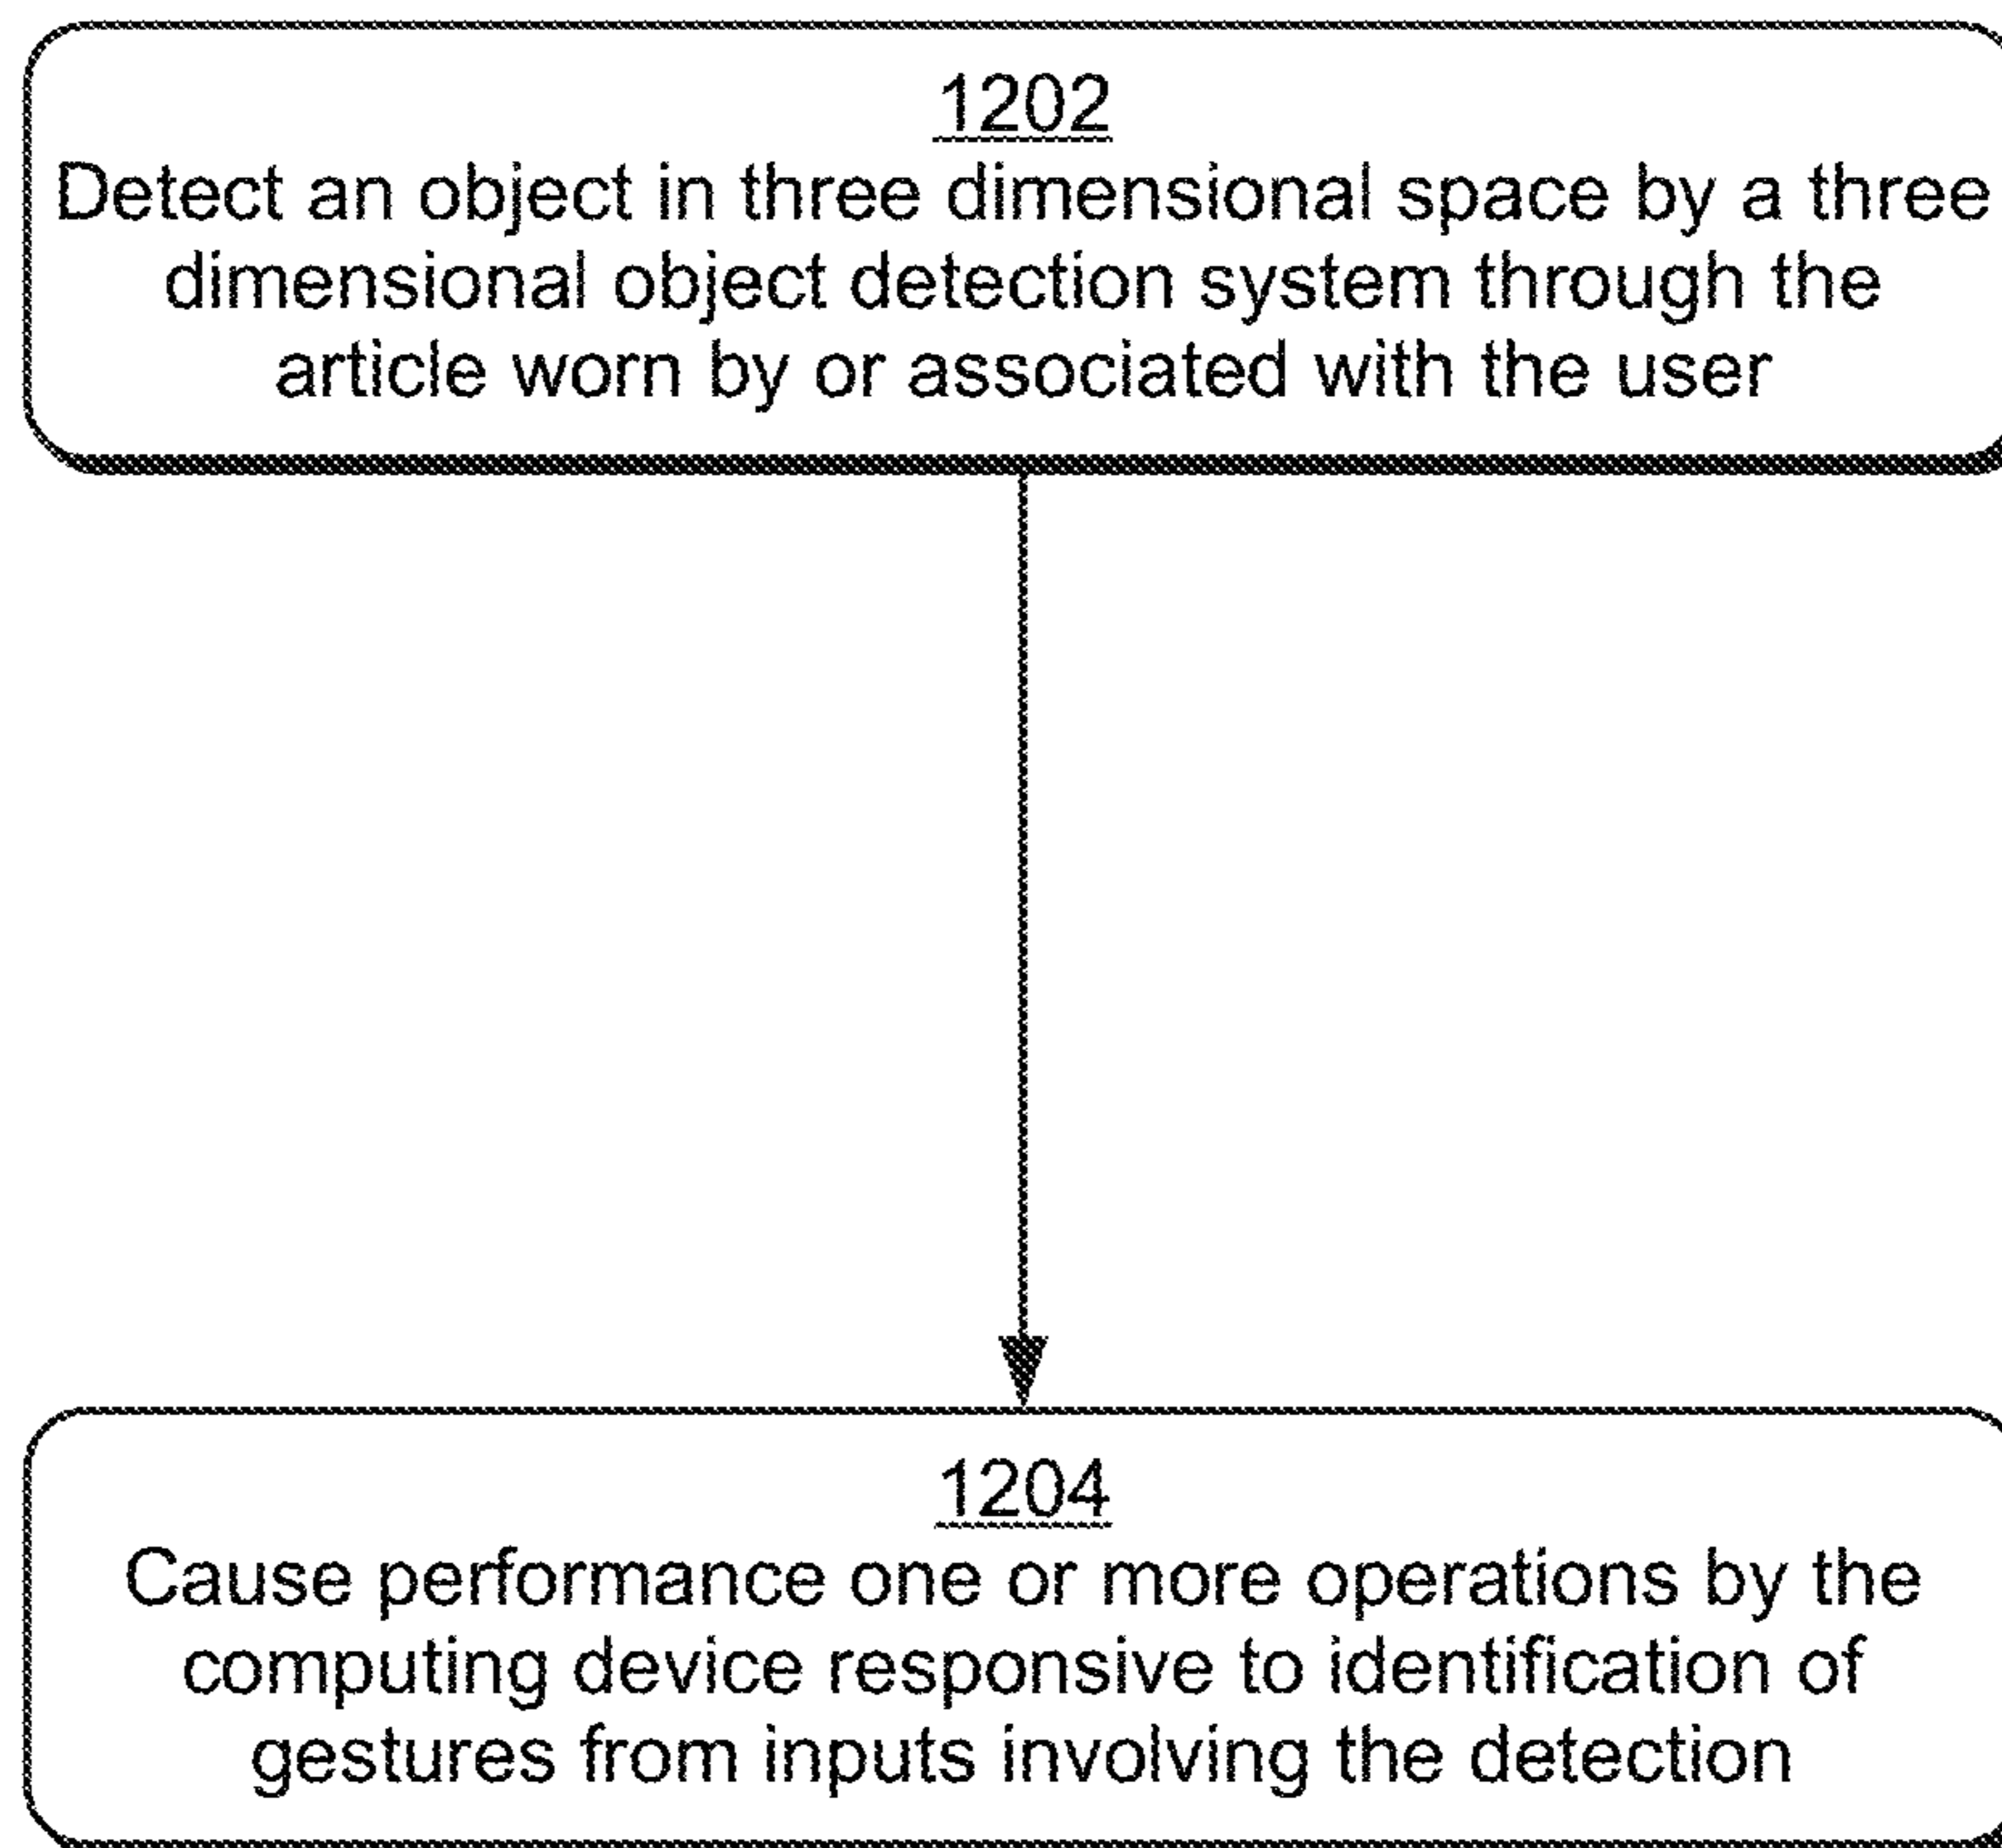 1202
Detect an object in three dimensional space by a three
dimensional object detection system through the
article worn by or associated with the user
1204
Cause performance one or more operations by the
computing device responsive to identification of
gestures from inputs involving the detection